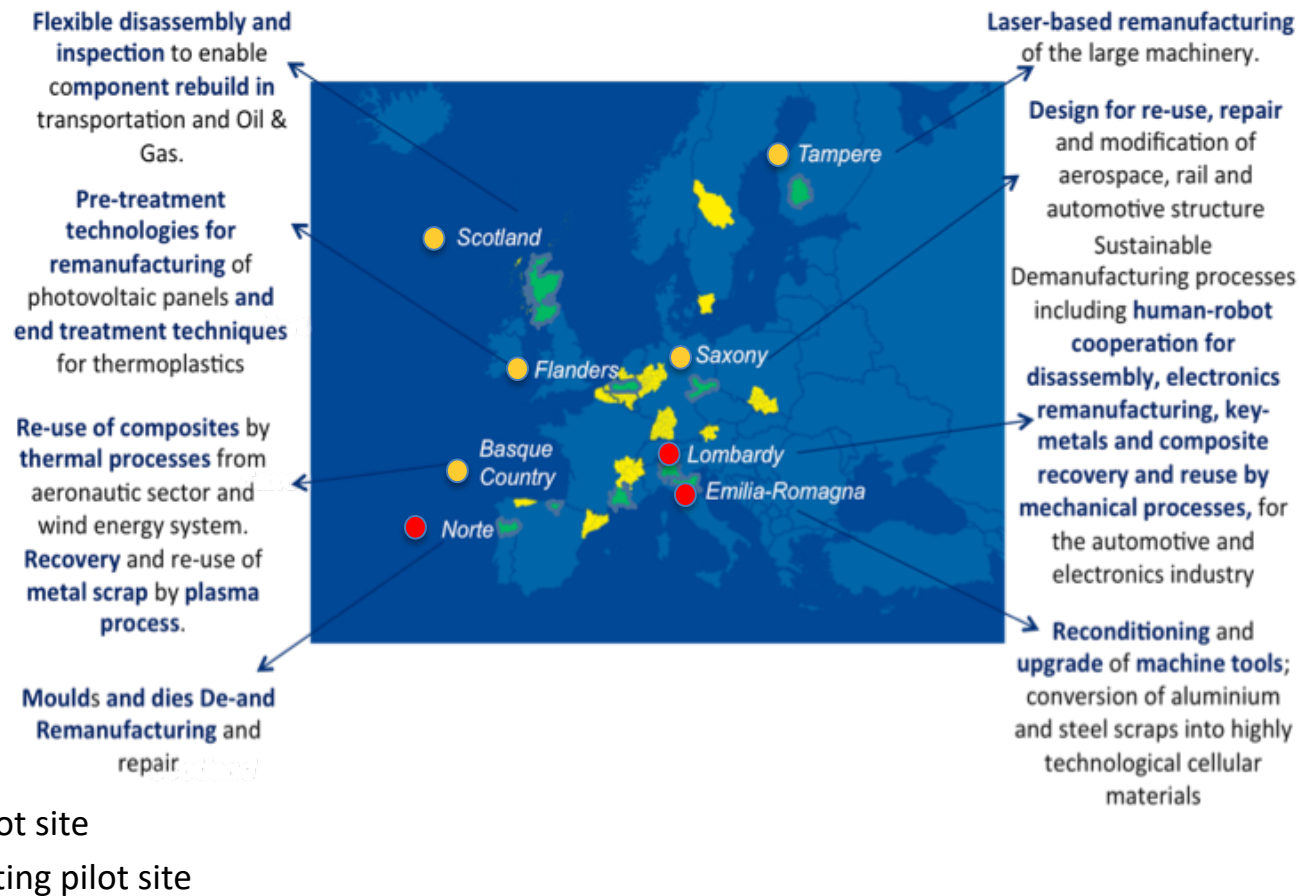 Flexible disassembly and
inspection to enable
component rebuild in
transportation and Oil &
Gas.
Pre-treatment
technologies for
remanufacturing of
photovoltaic panels and
end treatment techniques
for thermoplastics
Re-use of composites by
thermal processes from
aeronautic sector and
wind energy system.
Recovery and re-use of
metal scrap by plasma
process.
Moulds and dies De-and
Remanufacturing and
repair
Tampere
Scotland
Saxony
Flanders
Basque
Country
Lombardy
Emilia-Romagna
Norte
Laser-based remanufacturing
of the large machinery.
Design for re-use, repair
and modification of
aerospace, rail and
automotive structure
Sustainable
Demanufacturing processes
including human-robot
cooperation for
disassembly, electronics
remanufacturing, key-
metals and composite
recovery and reuse by
mechanical processes, for
the automotive and
electronics industry
Reconditioning and
upgrade of machine tools;
conversion of aluminium
and steel scraps into highly
technological cellular
materials
ot site
ting pilot site